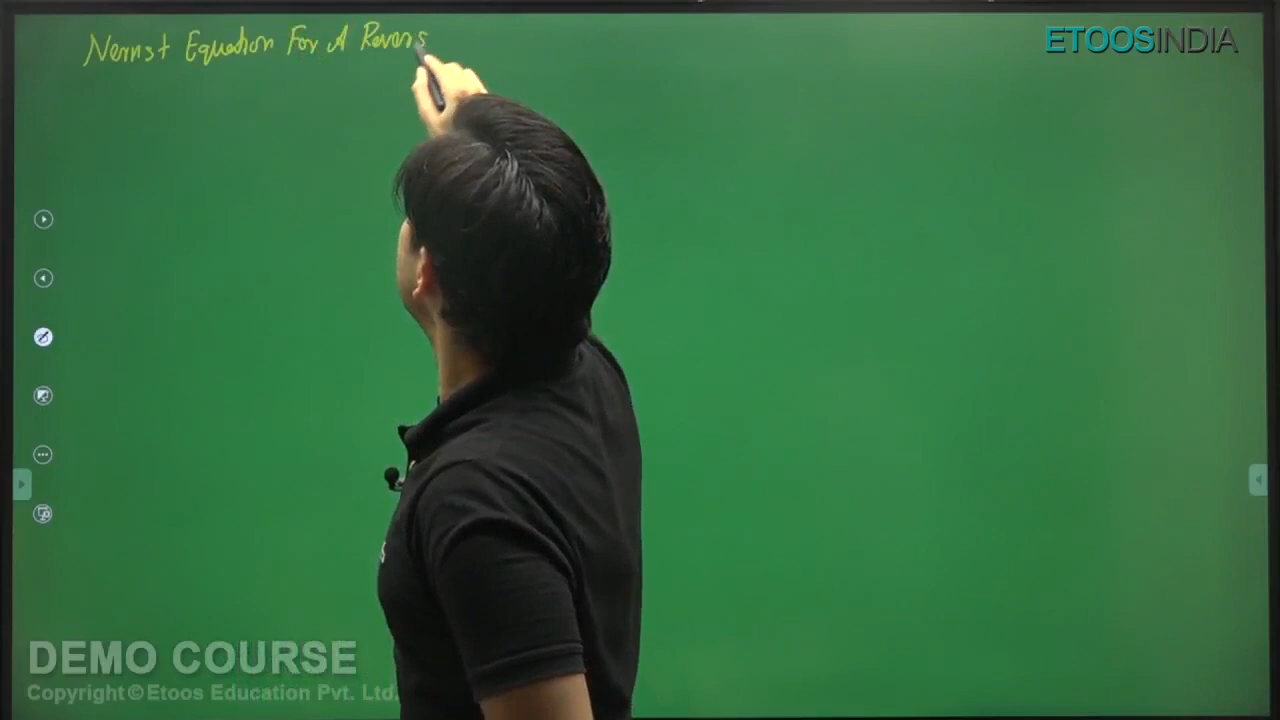 Nernst Equation For A Revers
ETOOSINDIA
DEMO COURSE
Copyright©Etoos Education Pvt. Ltd.